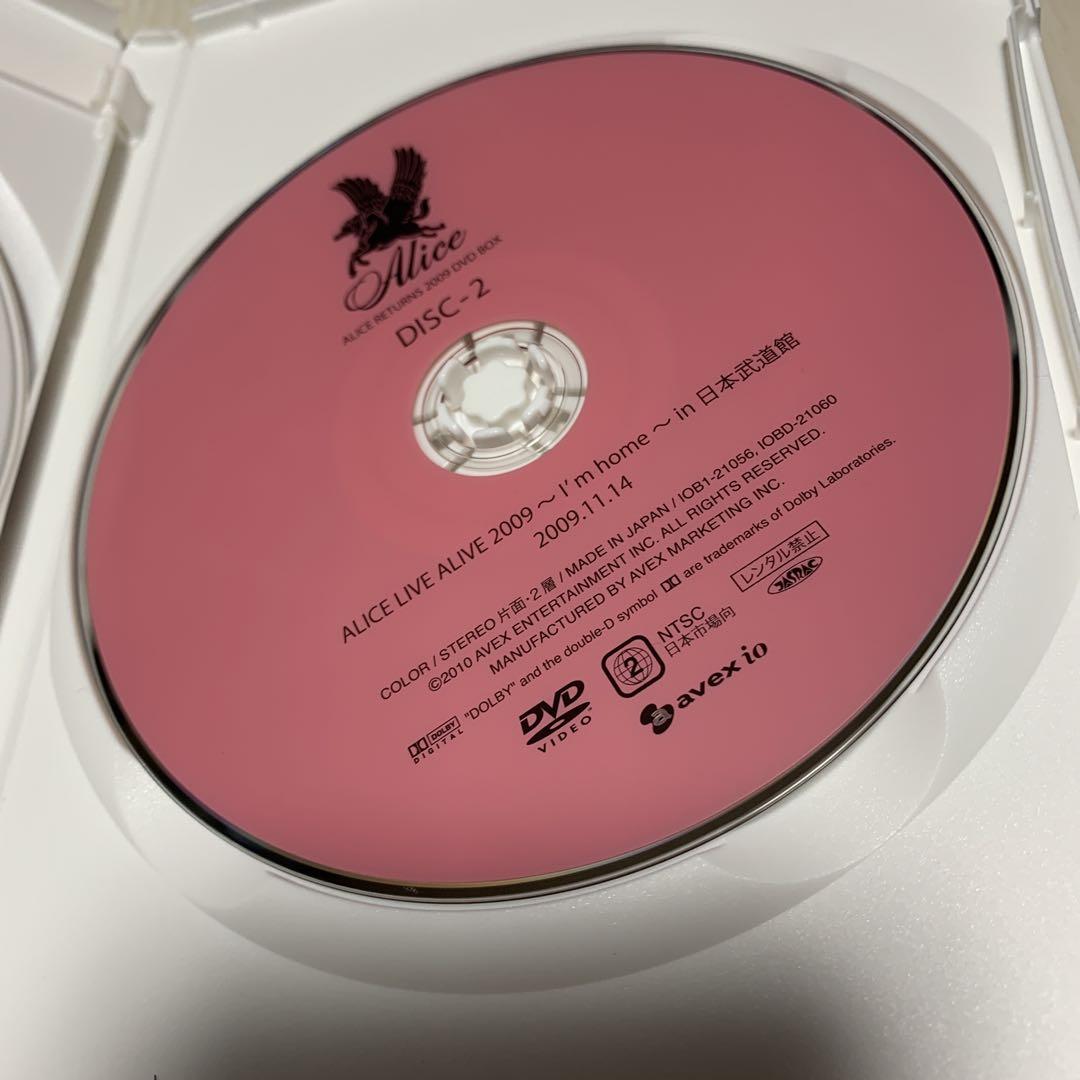 Alice
ALICE RETURNS 2009 DVD BOX
DISC-2
ALICE LIVE ALIVE 2009 ～ I'm home ～ in 日本武道館
2009.11.14
COLOR / STEREO 片面・2層 / MADE IN JAPAN / IOB1-21056, IOBD-21060
©2010 AVEX ENTERTAINMENT INC. ALL RIGHTS RESERVED.
MANUFACTURED BY AVEX MARKETING INC.
DOLBY DIGITAL "DOLBY" and the double-D symbol are trademarks of Dolby Laboratories.
レンタル禁止
JASRAC
DVD VIDEO
2
NTSC
日本市場向
a avex io